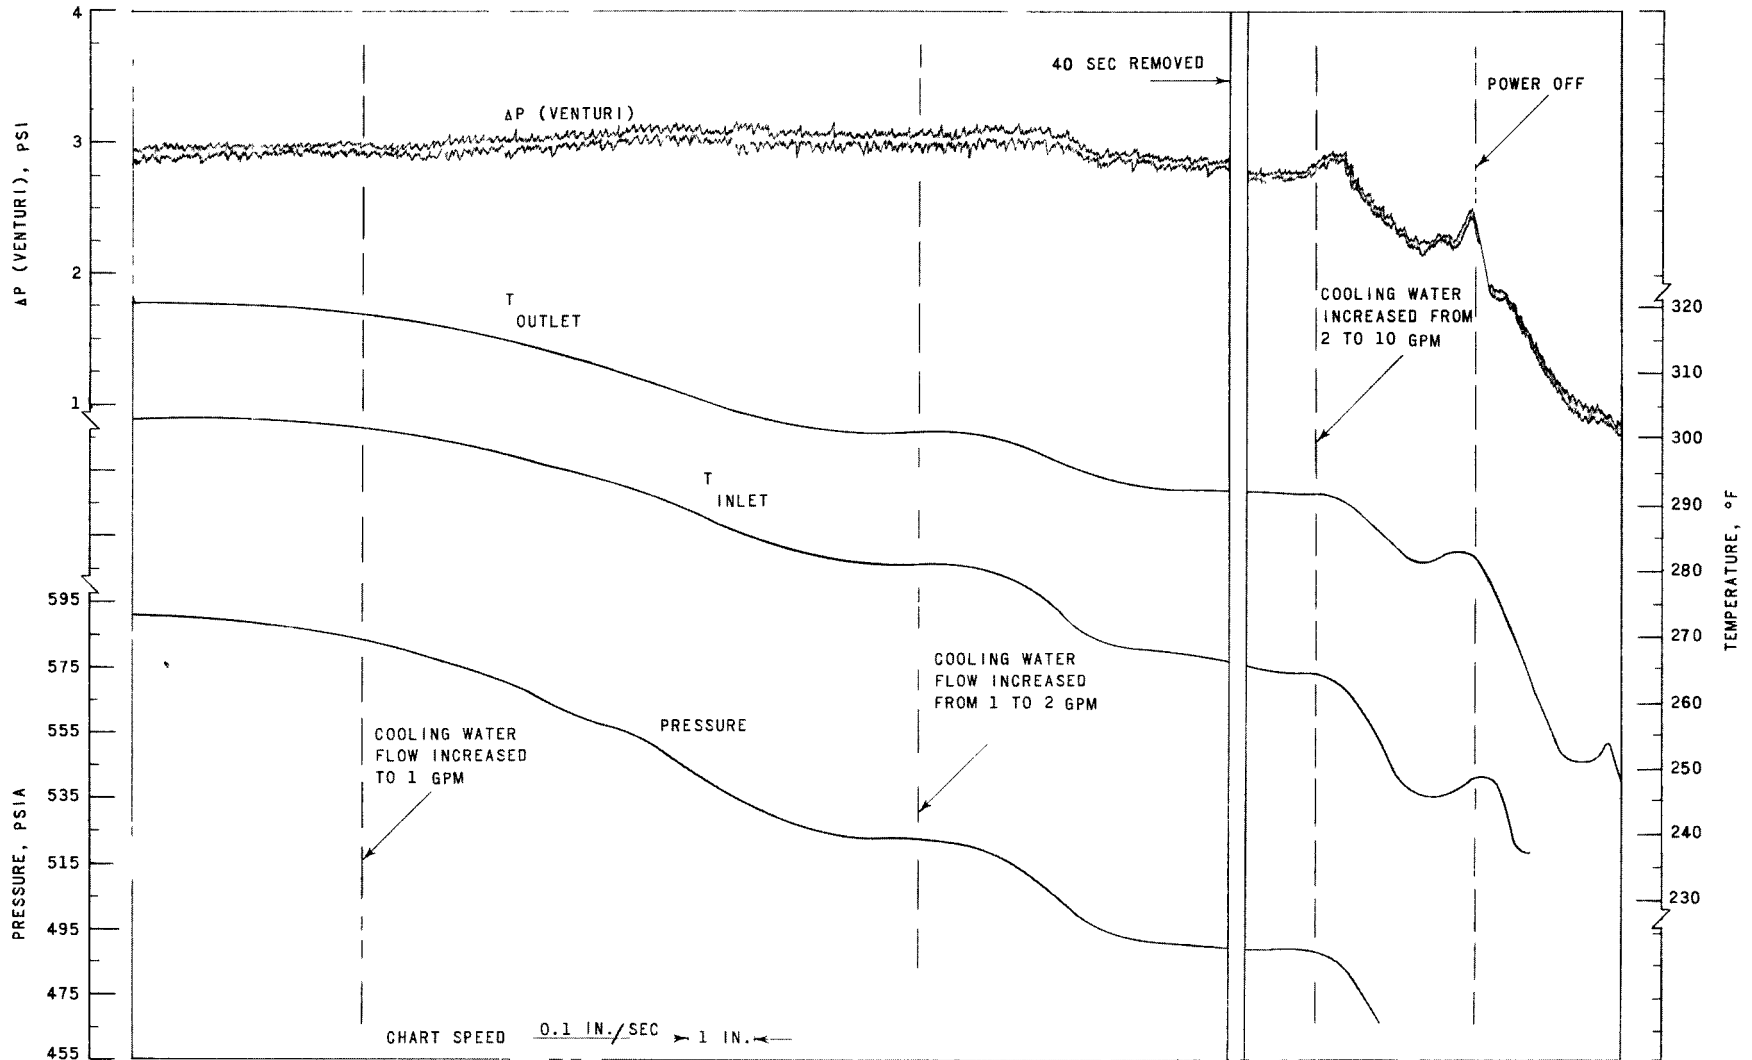 4
3
2
1
ΔP (VENTURI), PSI
595
575
555
535
515
495
475
455
PRESSURE, PSIA
ΔP (VENTURI)
40 SEC REMOVED
POWER OFF
T
OUTLET
T
INLET
COOLING WATER
INCREASED FROM
2 TO 10 GPM
PRESSURE
COOLING WATER
FLOW INCREASED
FROM 1 TO 2 GPM
COOLING WATER
FLOW INCREASED
TO 1 GPM
CHART SPEED 0.1 IN./SEC 1 IN.
320
310
300
290
280
270
260
250
240
230
TEMPERATURE, °F